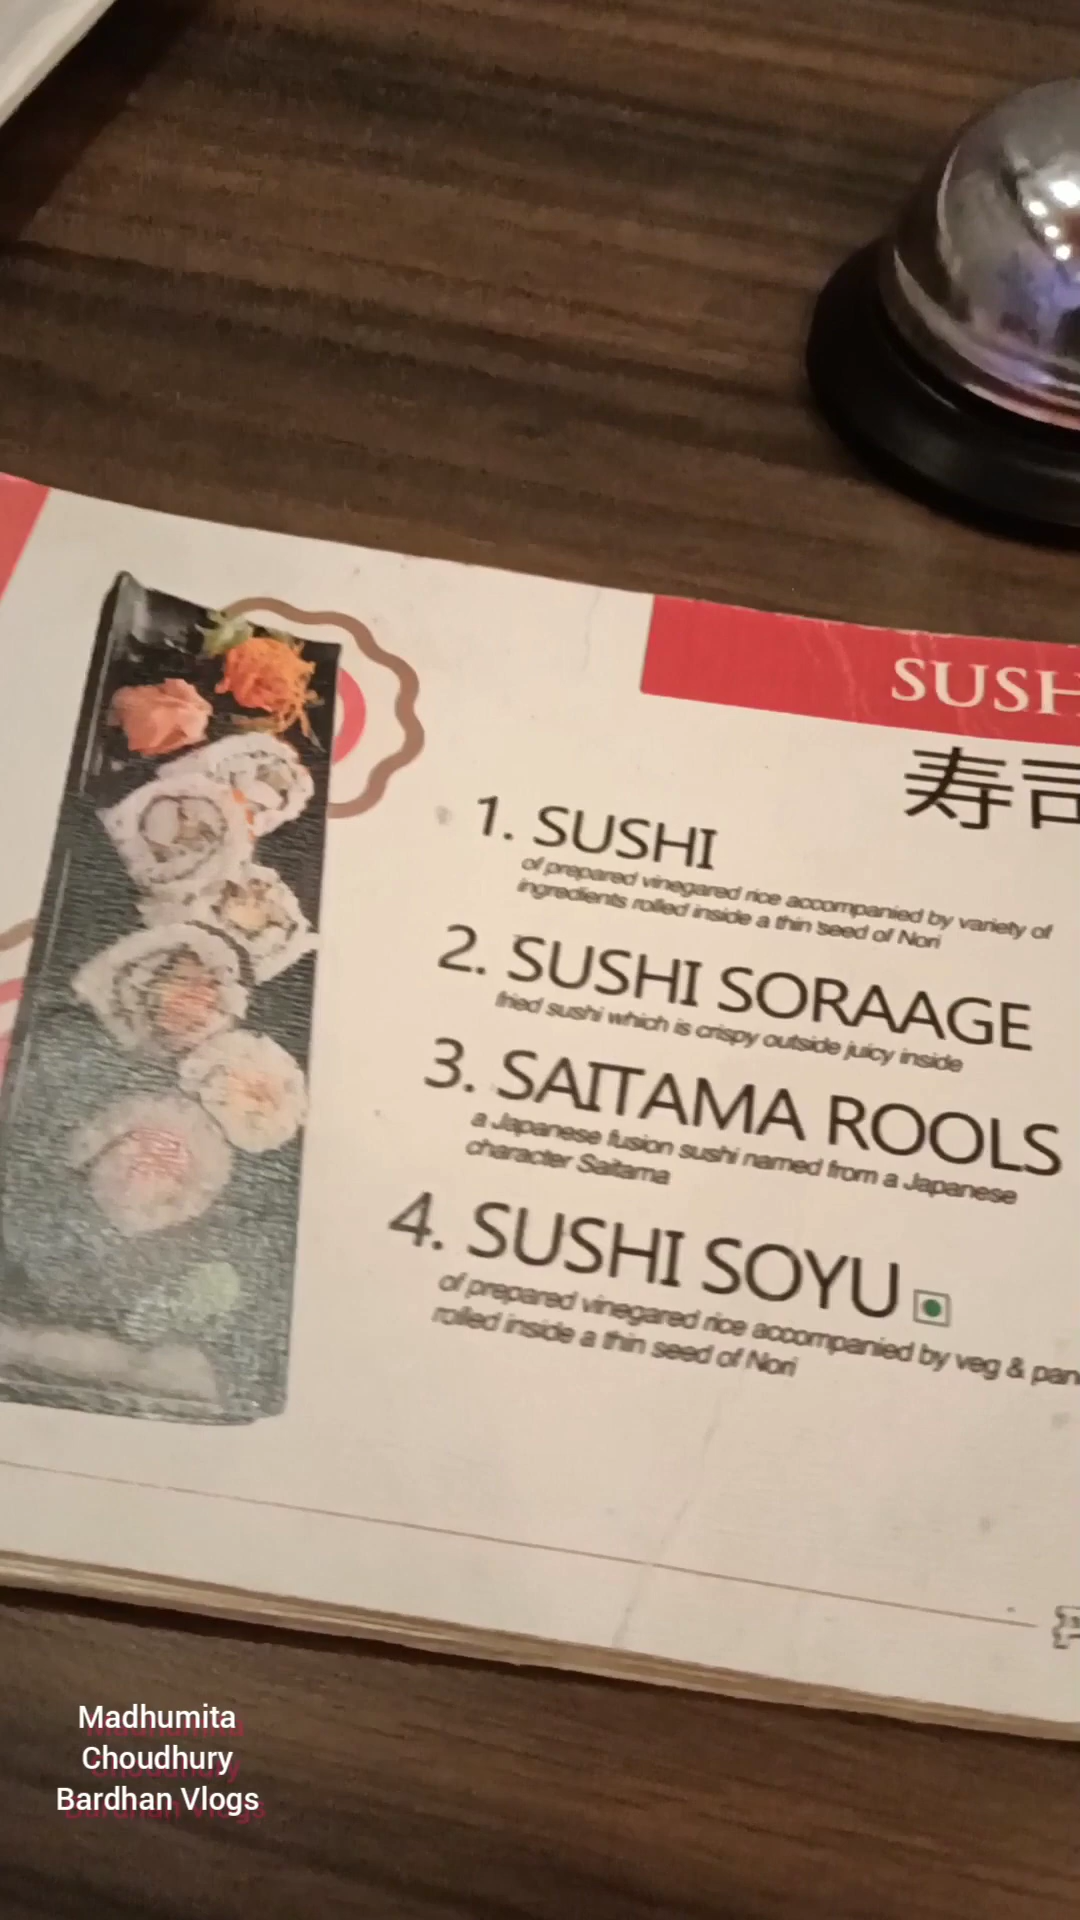 SUSH
寿司
1. SUSHI
of prepared vinegared rice accompanied by variety of
ingredients rolled inside a thin seed of Nori
2. SUSHI SORAAGE
fried sushi which is crispy outside juicy inside
3. SAITAMA ROOLS
a Japanese fusion sushi named from a Japanese
character Saitama
4. SUSHI SOYU
of prepared vinegared rice accompanied by veg & pan
rolled inside a thin seed of Nori
Madhumita
Choudhury
Bardhan Vlogs